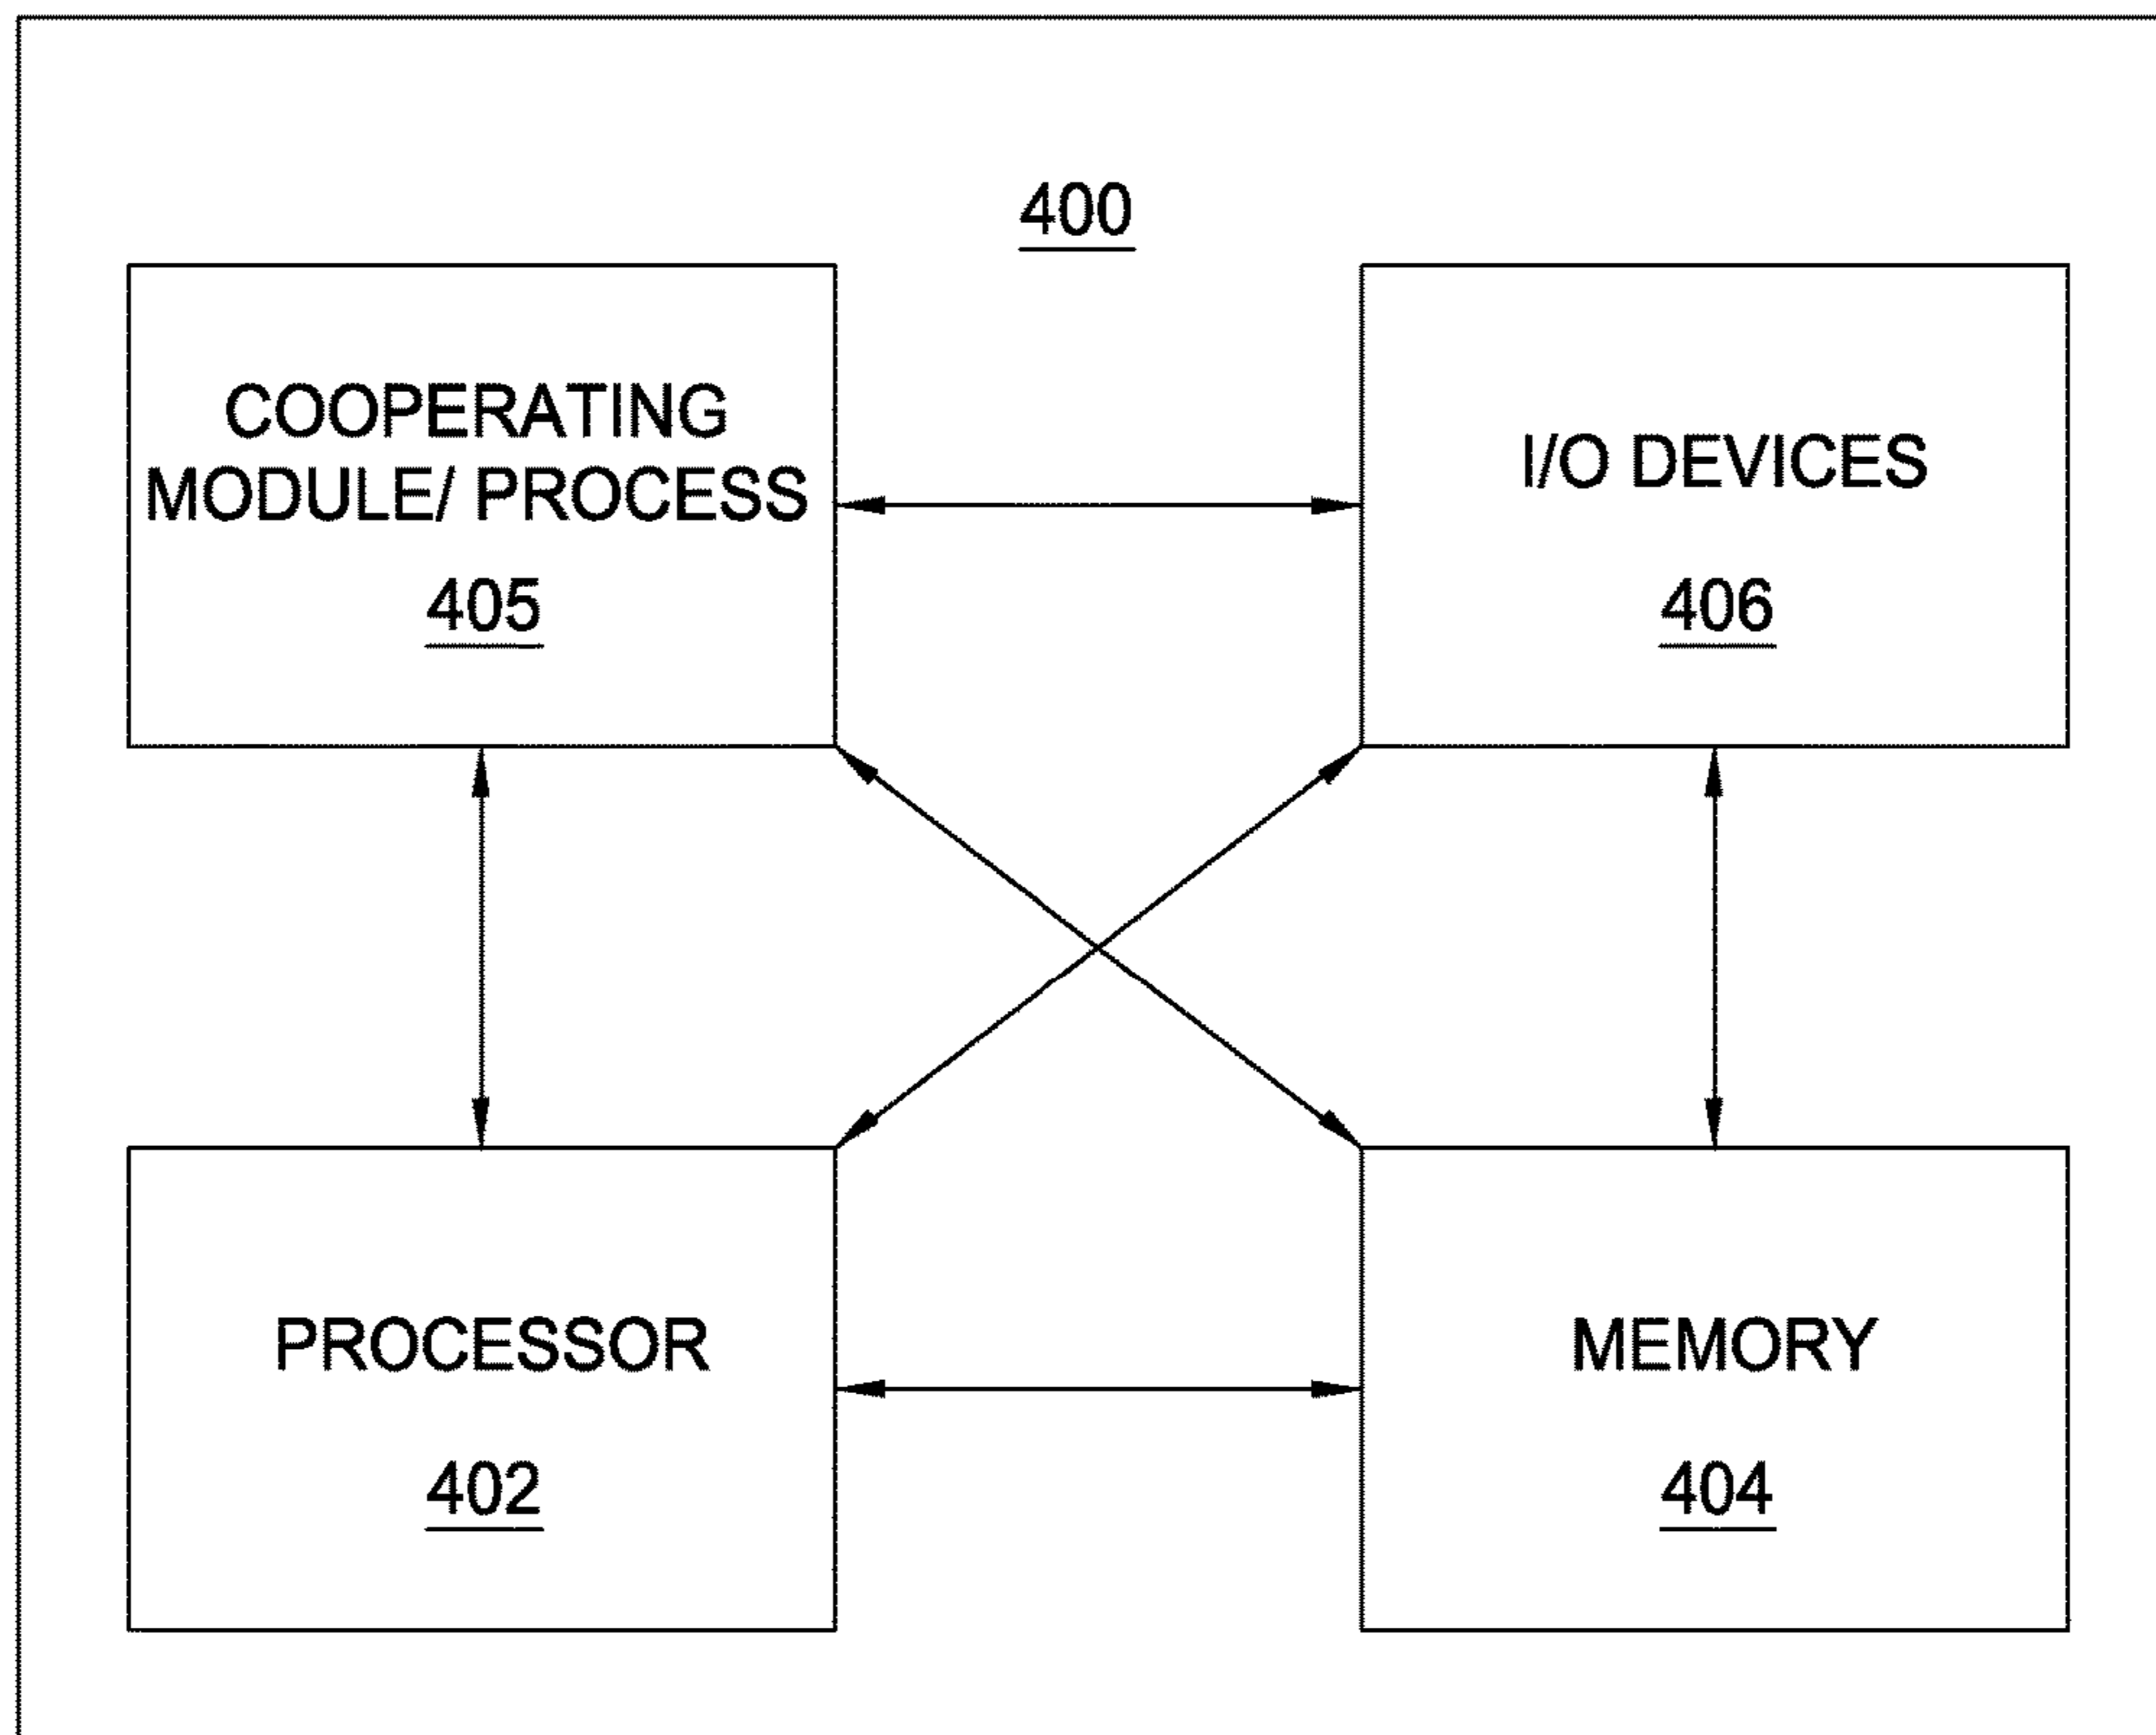 400
COOPERATING
MODULE/ PROCESS
405
I/O DEVICES
406
PROCESSOR
402
MEMORY
404